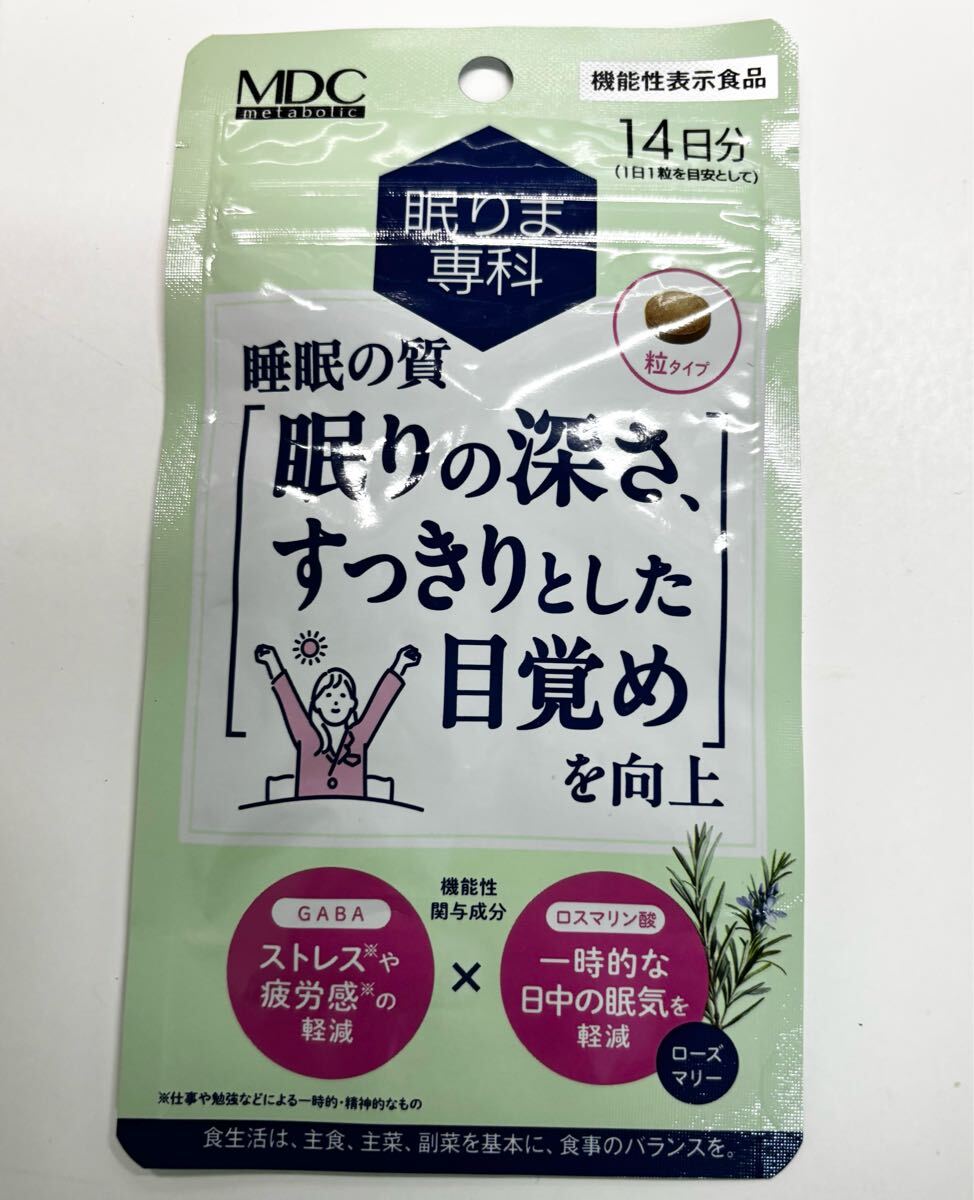 MDC
metabolic
機能性表示食品
14日分
(1日1粒を目安として)
眠りま
専科
粒タイプ
睡眠の質
眠りの深さ、
すっきりとした
目覚め
を向上
機能性
関与成分
GABA
ストレス※や
疲労感※の
軽減
×
ロスマリン酸
一時的な
日中の眠気を
軽減
ローズ
マリー
※仕事や勉強などによる一時的・精神的なもの
食生活は、主食、主菜、副菜を基本に、食事のバランスを。